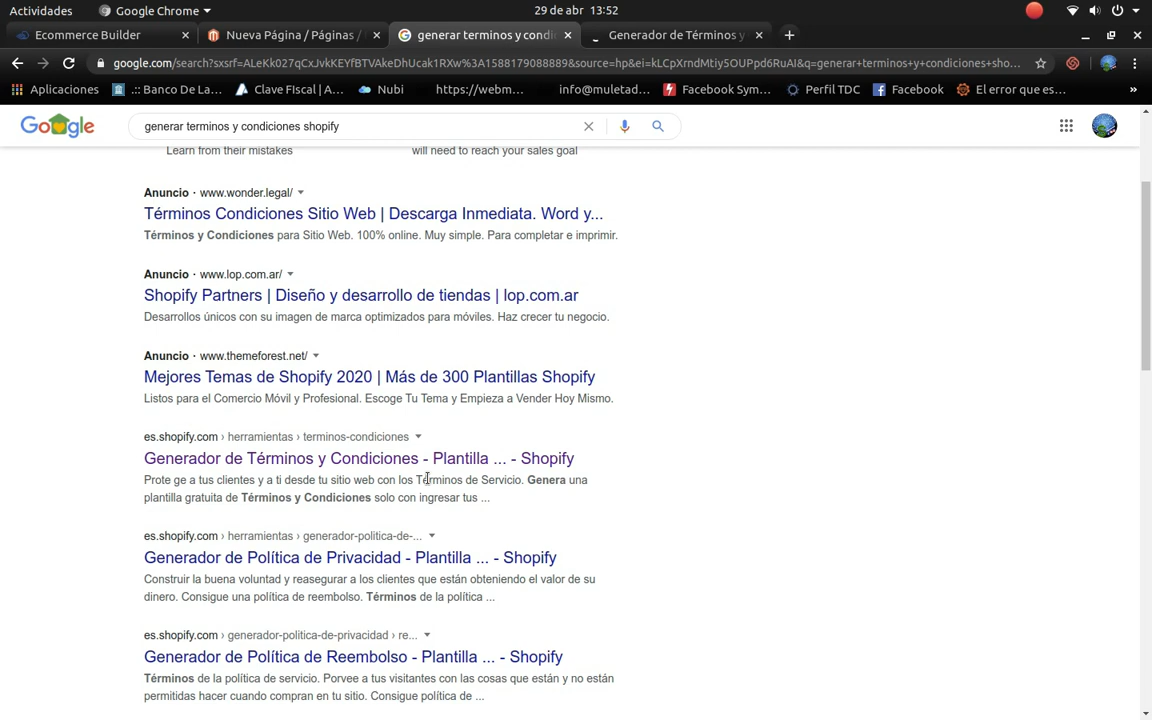 Actividades
Google Chrome
29 de abr 13:52
Ecommerce Builder
Nueva Página / Páginas /
generar terminos y condi
Generador de Términos y
google.com/search?sxsrf=ALeKk027qCxJvkKEYfBTVAkeDhUcak1RXw%3A1588179088889&source=hp&ei=kLCpXrndMtiy5OUPpd6RuAI&q=generar+terminos+y+condiciones+sho...
Aplicaciones
.:: Banco De La...
Clave FIscal | A...
Nubi
https://webm...
info@muletad...
Facebook Sym...
Perfil TDC
Facebook
El error que es...
»
Google
generar terminos y condiciones shopify
Learn from their mistakes
will need to reach your sales goal
Anuncio · www.wonder.legal/
Términos Condiciones Sitio Web | Descarga Inmediata. Word y...
Términos y Condiciones para Sitio Web. 100% online. Muy simple. Para completar e imprimir.
Anuncio · www.lop.com.ar/
Shopify Partners | Diseño y desarrollo de tiendas | lop.com.ar
Desarrollos únicos con su imagen de marca optimizados para móviles. Haz crecer tu negocio.
Anuncio · www.themeforest.net/
Mejores Temas de Shopify 2020 | Más de 300 Plantillas Shopify
Listos para el Comercio Móvil y Profesional. Escoge Tu Tema y Empieza a Vender Hoy Mismo.
es.shopify.com › herramientas › terminos-condiciones
Generador de Términos y Condiciones - Plantilla ... - Shopify
Prote ge a tus clientes y a ti desde tu sitio web con los Términos de Servicio. Genera una
plantilla gratuita de Términos y Condiciones solo con ingresar tus ...
es.shopify.com › herramientas › generador-politica-de-...
Generador de Política de Privacidad - Plantilla ... - Shopify
Construir la buena voluntad y reasegurar a los clientes que están obteniendo el valor de su
dinero. Consigue una política de reembolso. Términos de la política ...
es.shopify.com › generador-politica-de-privacidad › re...
Generador de Política de Reembolso - Plantilla ... - Shopify
Términos de la política de servicio. Porvee a tus visitantes con las cosas que están y no están
permitidas hacer cuando compran en tu sitio. Consigue política de ...